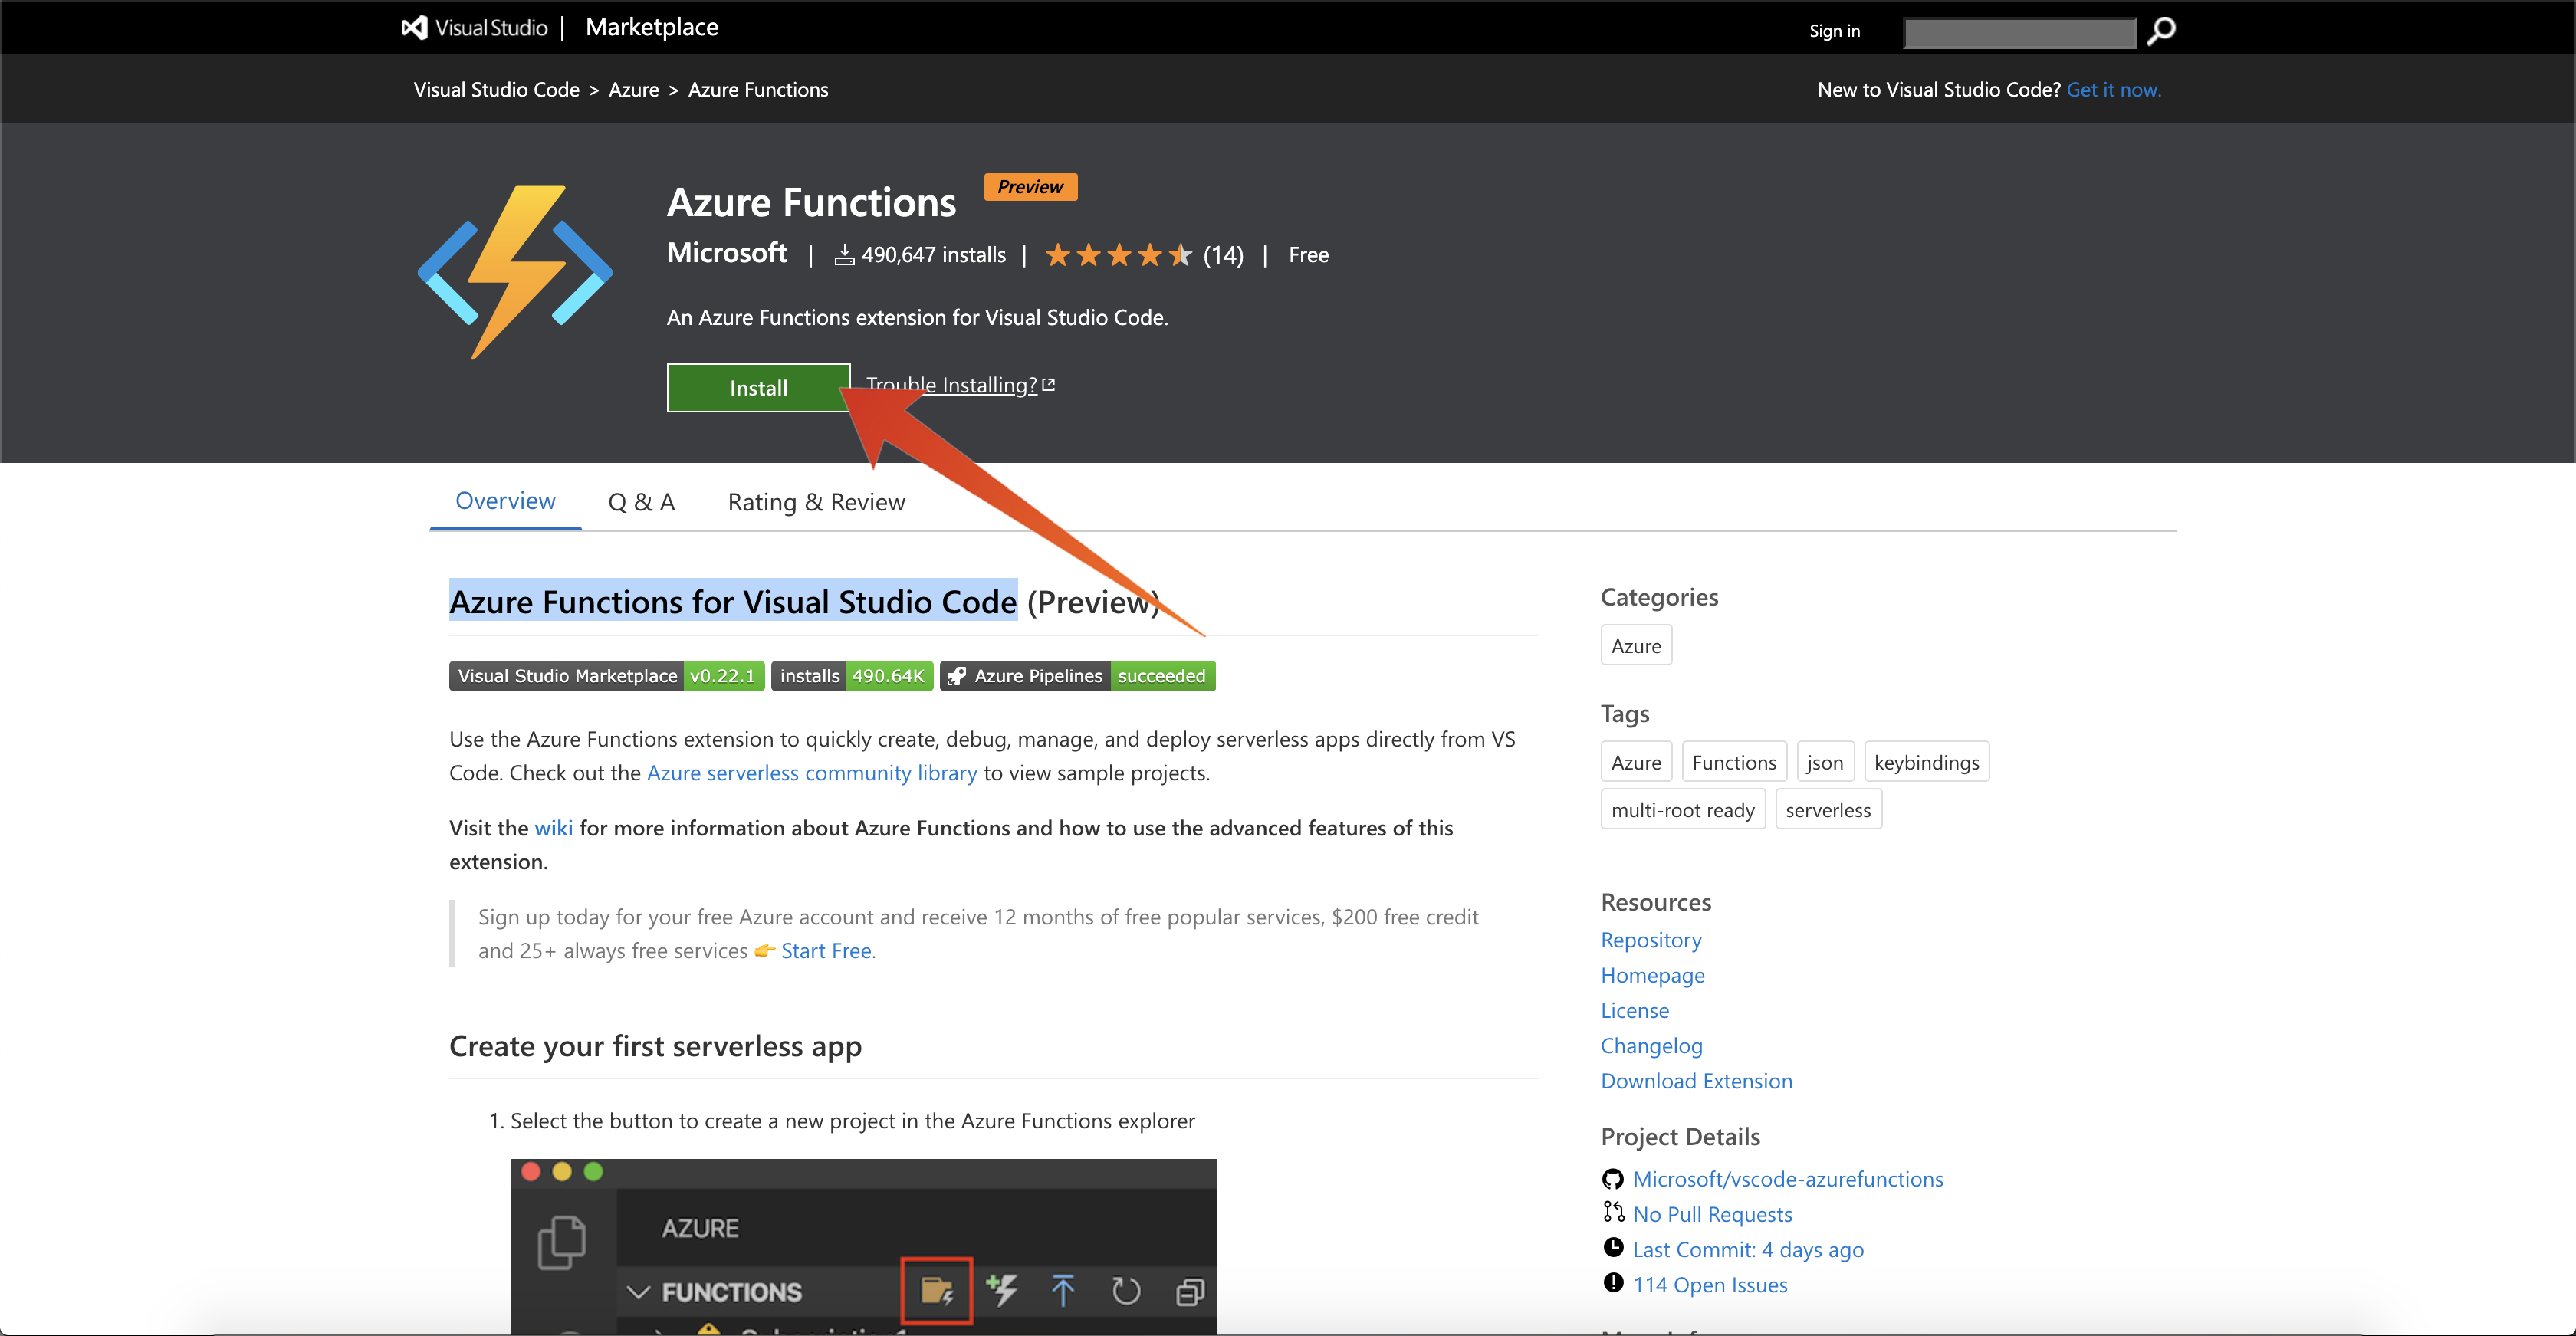 Visual Studio | Marketplace
Sign in
Visual Studio Code > Azure > Azure Functions
New to Visual Studio Code? Get it now.
Azure Functions Preview
Microsoft | 490,647 installs | (14) | Free
An Azure Functions extension for Visual Studio Code.
Install Trouble Installing?
Overview Q & A Rating & Review
Azure Functions for Visual Studio Code (Preview)
Visual Studio Marketplace v0.22.1 installs 490.64K Azure Pipelines succeeded
Use the Azure Functions extension to quickly create, debug, manage, and deploy serverless apps directly from VS
Code. Check out the Azure serverless community library to view sample projects.
Visit the wiki for more information about Azure Functions and how to use the advanced features of this
extension.
Sign up today for your free Azure account and receive 12 months of free popular services, $200 free credit
and 25+ always free services 👉 Start Free.
Create your first serverless app
1. Select the button to create a new project in the Azure Functions explorer
AZURE
FUNCTIONS
Categories
Azure
Tags
Azure Functions json keybindings
multi-root ready serverless
Resources
Repository
Homepage
License
Changelog
Download Extension
Project Details
Microsoft/vscode-azurefunctions
No Pull Requests
Last Commit: 4 days ago
114 Open Issues